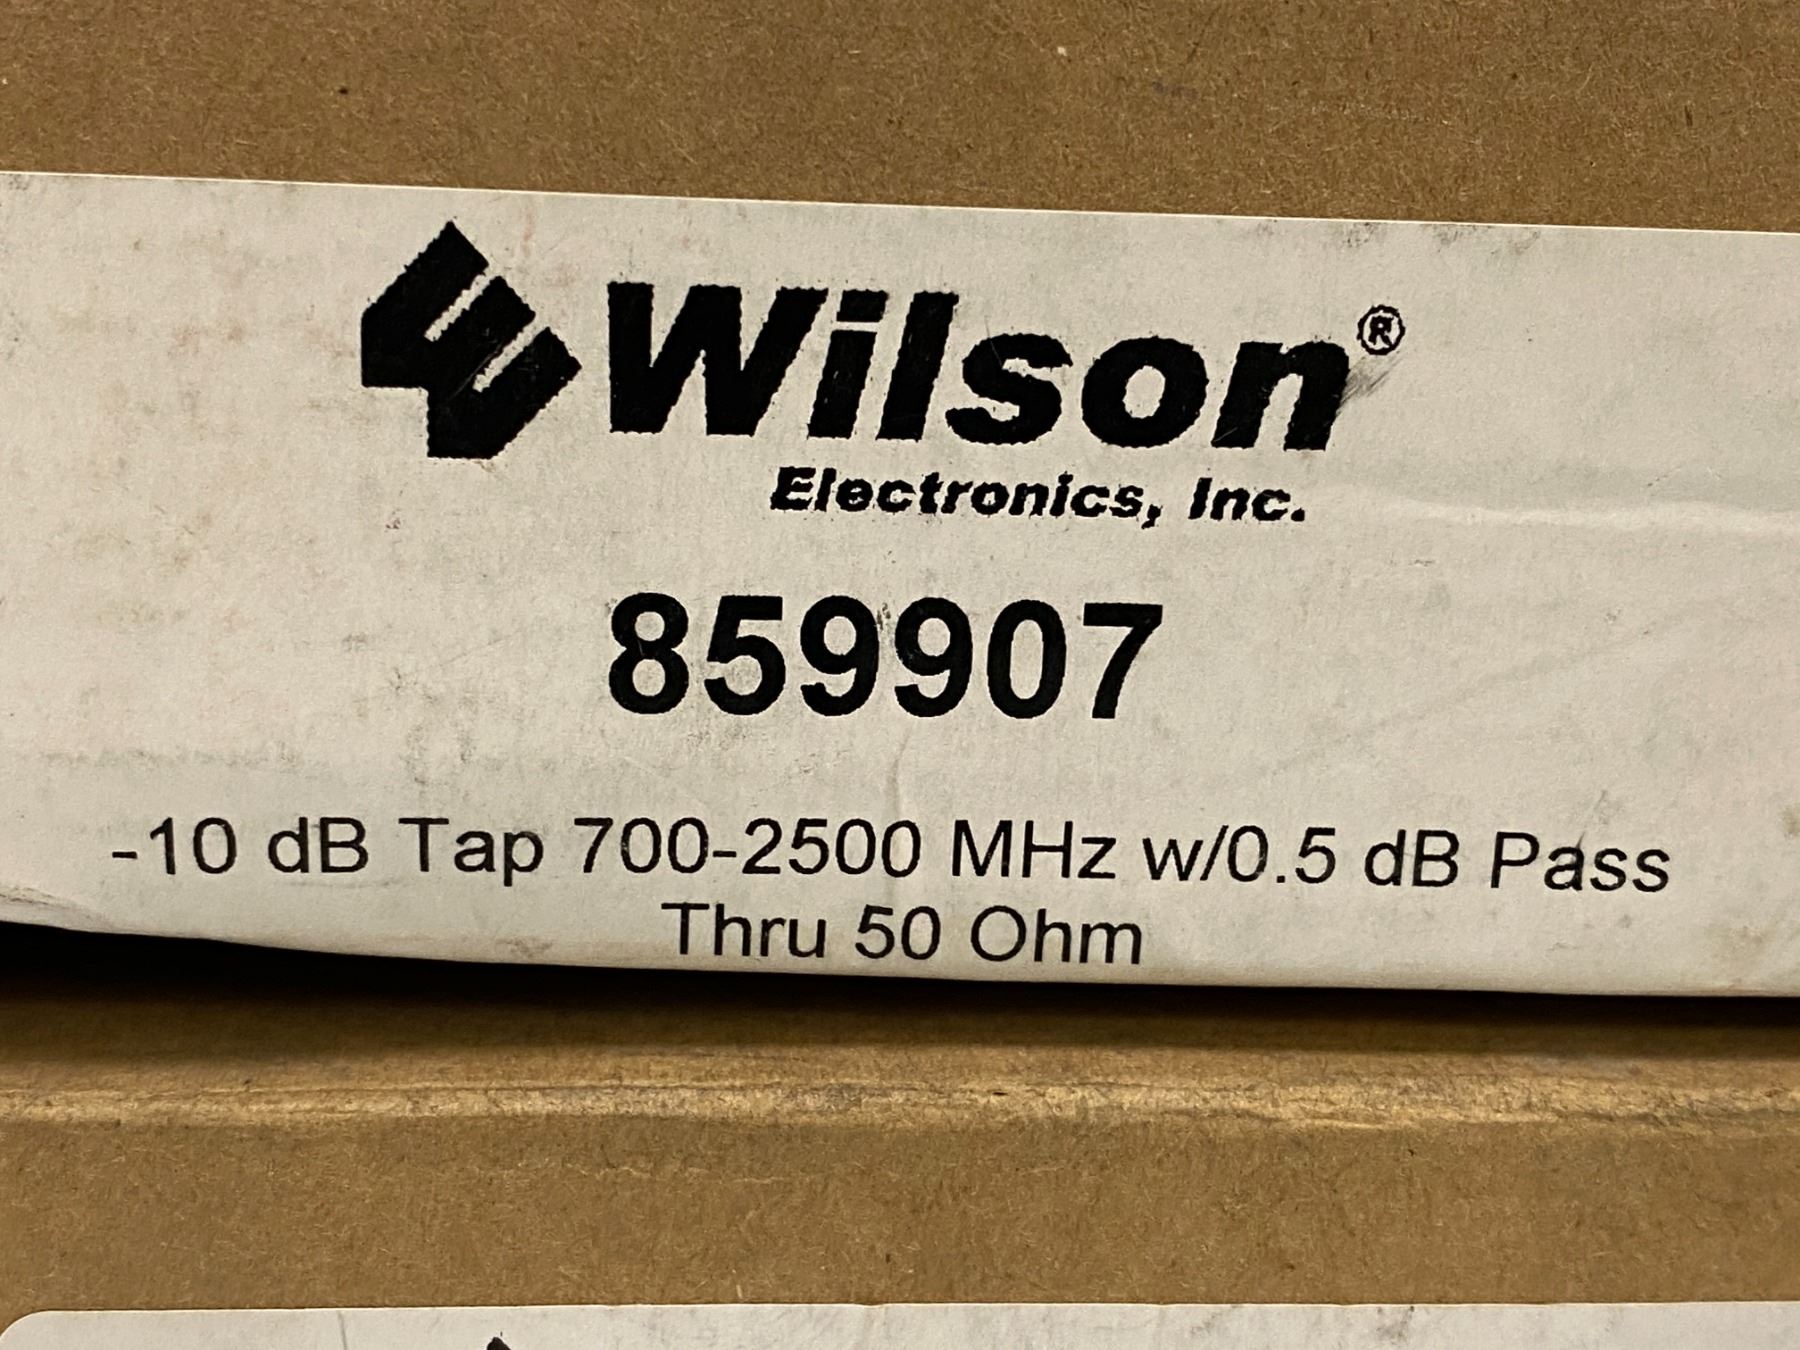 Wilson®
Electronics, Inc.
859907
-10 dB Tap 700-2500 MHz w/0.5 dB Pass
Thru 50 Ohm